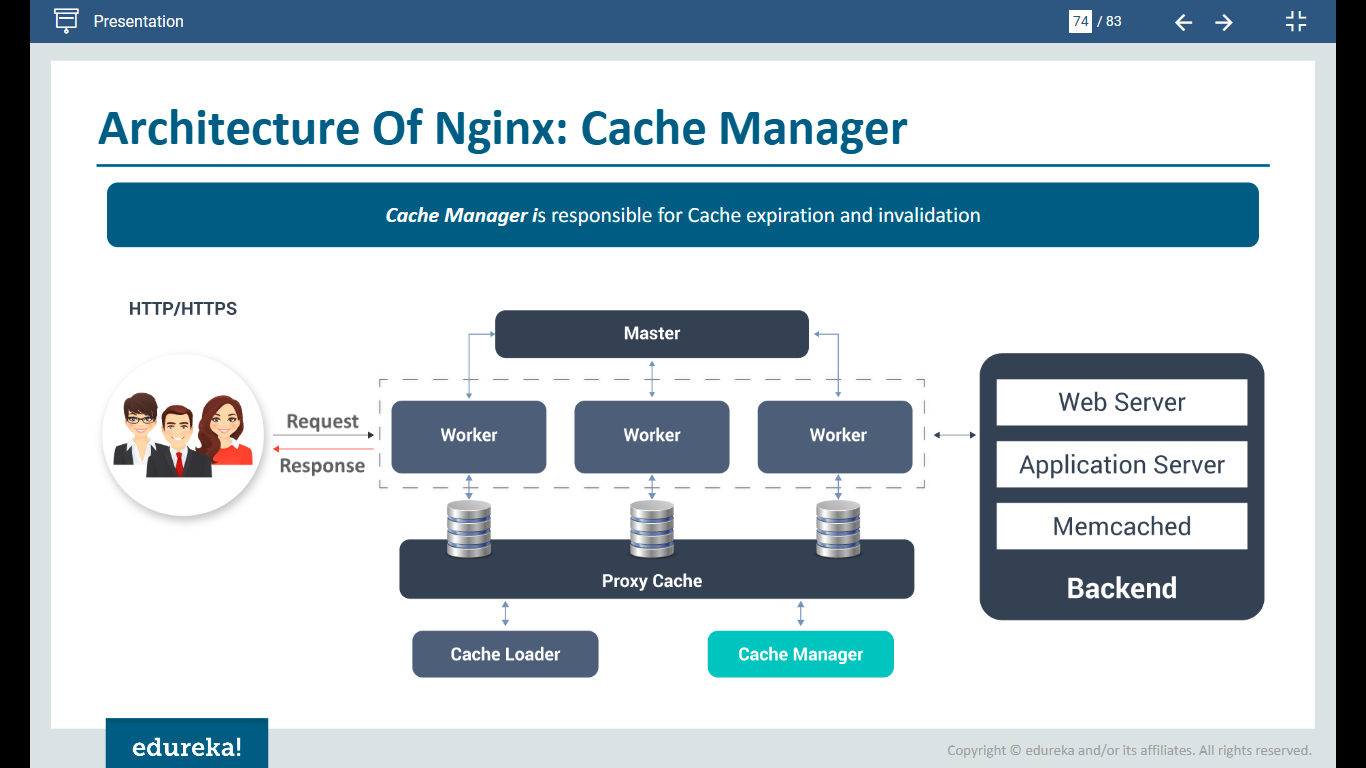 Presentation
74 / 83
Architecture Of Nginx: Cache Manager
Cache Manager is responsible for Cache expiration and invalidation
HTTP/HTTPS
Master
Request
Response
Worker
Worker
Worker
Proxy Cache
Cache Loader
Cache Manager
Web Server
Application Server
Memcached
Backend
edureka!
Copyright © edureka and/or its affiliates. All rights reserved.